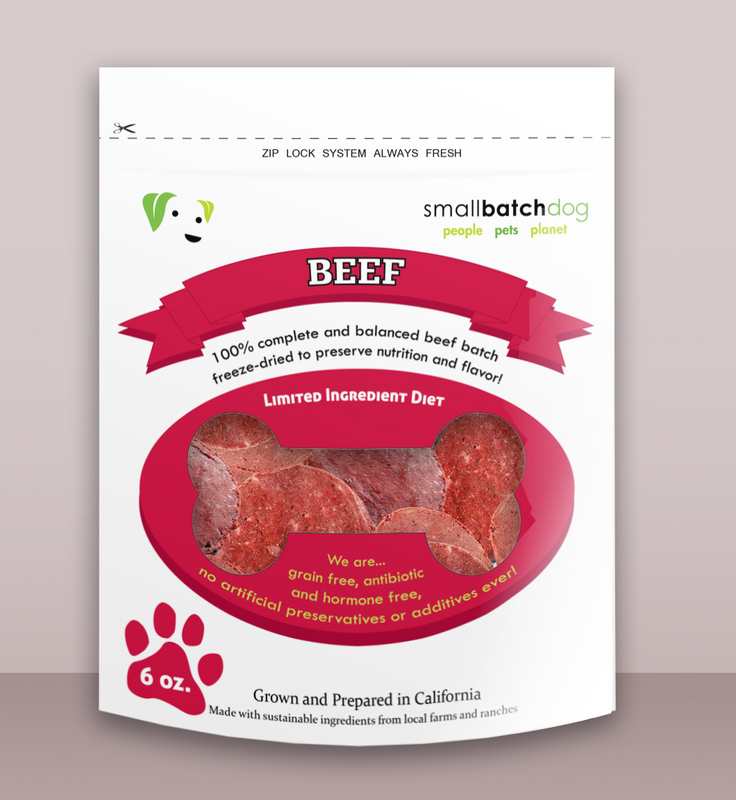 ZIP LOCK SYSTEM ALWAYS FRESH
smallbatchdog
people pets planet
BEEF
100% complete and balanced beef batch
freeze-dried to preserve nutrition and flavor!
Limited Ingredient Diet
We are...
grain free, antibiotic
and hormone free,
no artificial preservatives or additives ever!
6 oz.
Grown and Prepared in California
Made with sustainable ingredients from local farms and ranches